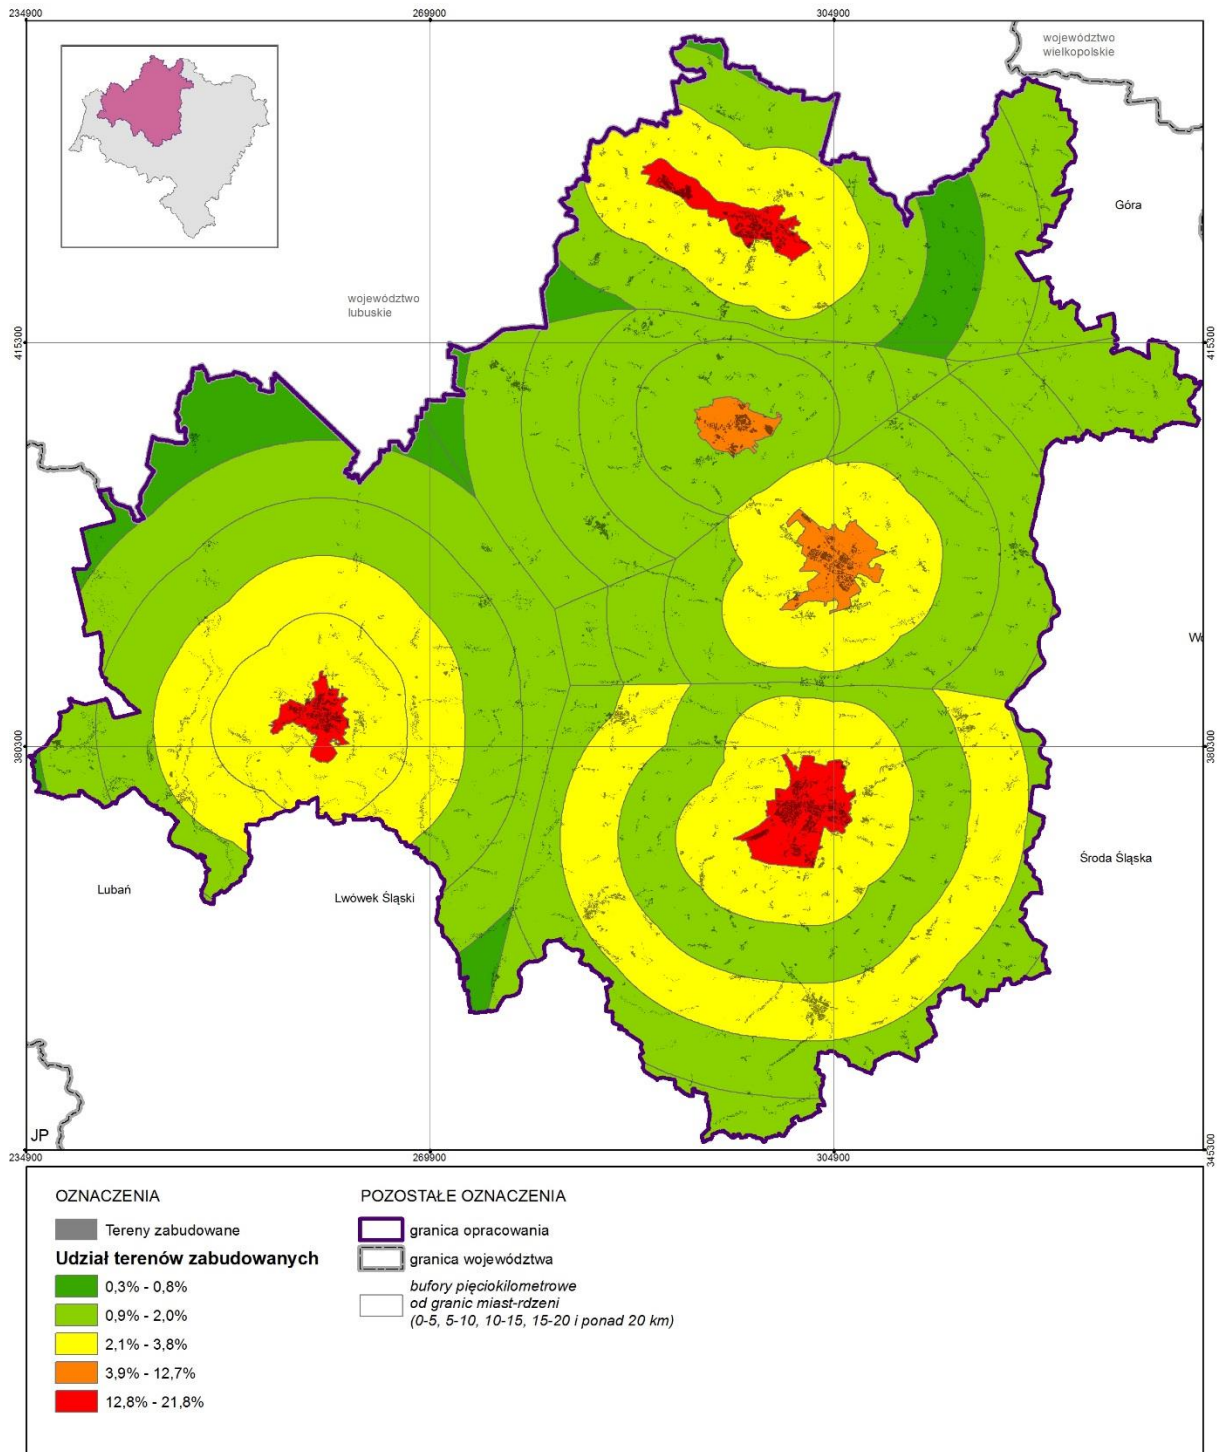 234900
269900
304900
województwo
wielkopolskie
Góra
województwo
lubuskie
415300
415300
380300
380300
Lubań
Lwówek Śląski
Środa Śląska
JP
345300
234900
269900
304900
OZNACZENIA
Tereny zabudowane
Udział terenów zabudowanych
0,3% - 0,8%
0,9% - 2,0%
2,1% - 3,8%
3,9% - 12,7%
12,8% - 21,8%
POZOSTAŁE OZNACZENIA
granica opracowania
granica województwa
bufory pięciokilometrowe
od granic miast-rdzeni
(0-5, 5-10, 10-15, 15-20 i ponad 20 km)